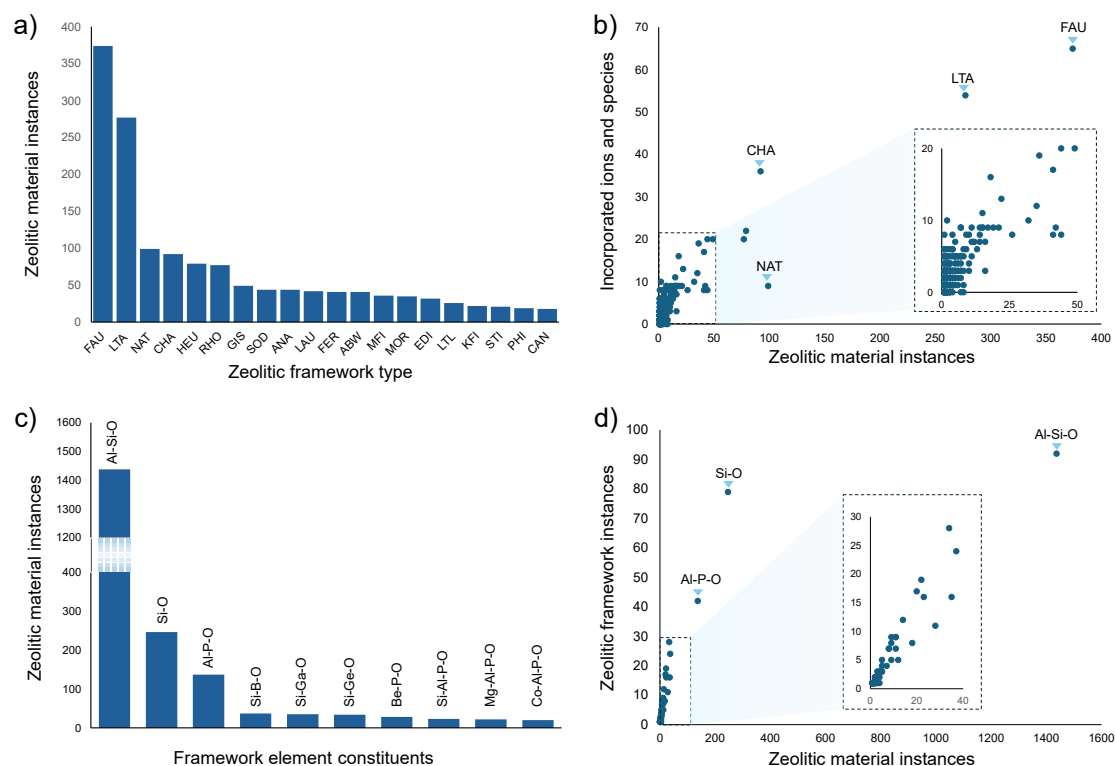 a)
Zeolitic material instances
400
350
300
250
200
150
100
50
0
FAU
LTA
NAT
CHA
HEU
RHO
GIS
SOD
ANA
LAU
FER
ABW
MFI
MOR
EDI
LTL
KFI
STI
PHI
CAN
Zeolitic framework type
b)
Incorporated ions and species
70
60
50
40
30
20
10
0
FAU
LTA
CHA
NAT
20
10
0
0
25
50
0
50
100
150
200
250
300
350
400
Zeolitic material instances
c)
Zeolitic material instances
1600
1500
1400
1300
1200
400
300
200
100
0
Al-Si-O
Si-O
Al-P-O
Si-B-O
Si-Ga-O
Si-Ge-O
Be-P-O
Si-Al-P-O
Mg-Al-P-O
Co-Al-P-O
Framework element constituents
d)
Zeolitic framework instances
100
90
80
70
60
50
40
30
20
10
0
Al-Si-O
Si-O
Al-P-O
30
25
20
15
10
5
0
0
20
40
0
200
400
600
800
1000
1200
1400
1600
Zeolitic material instances